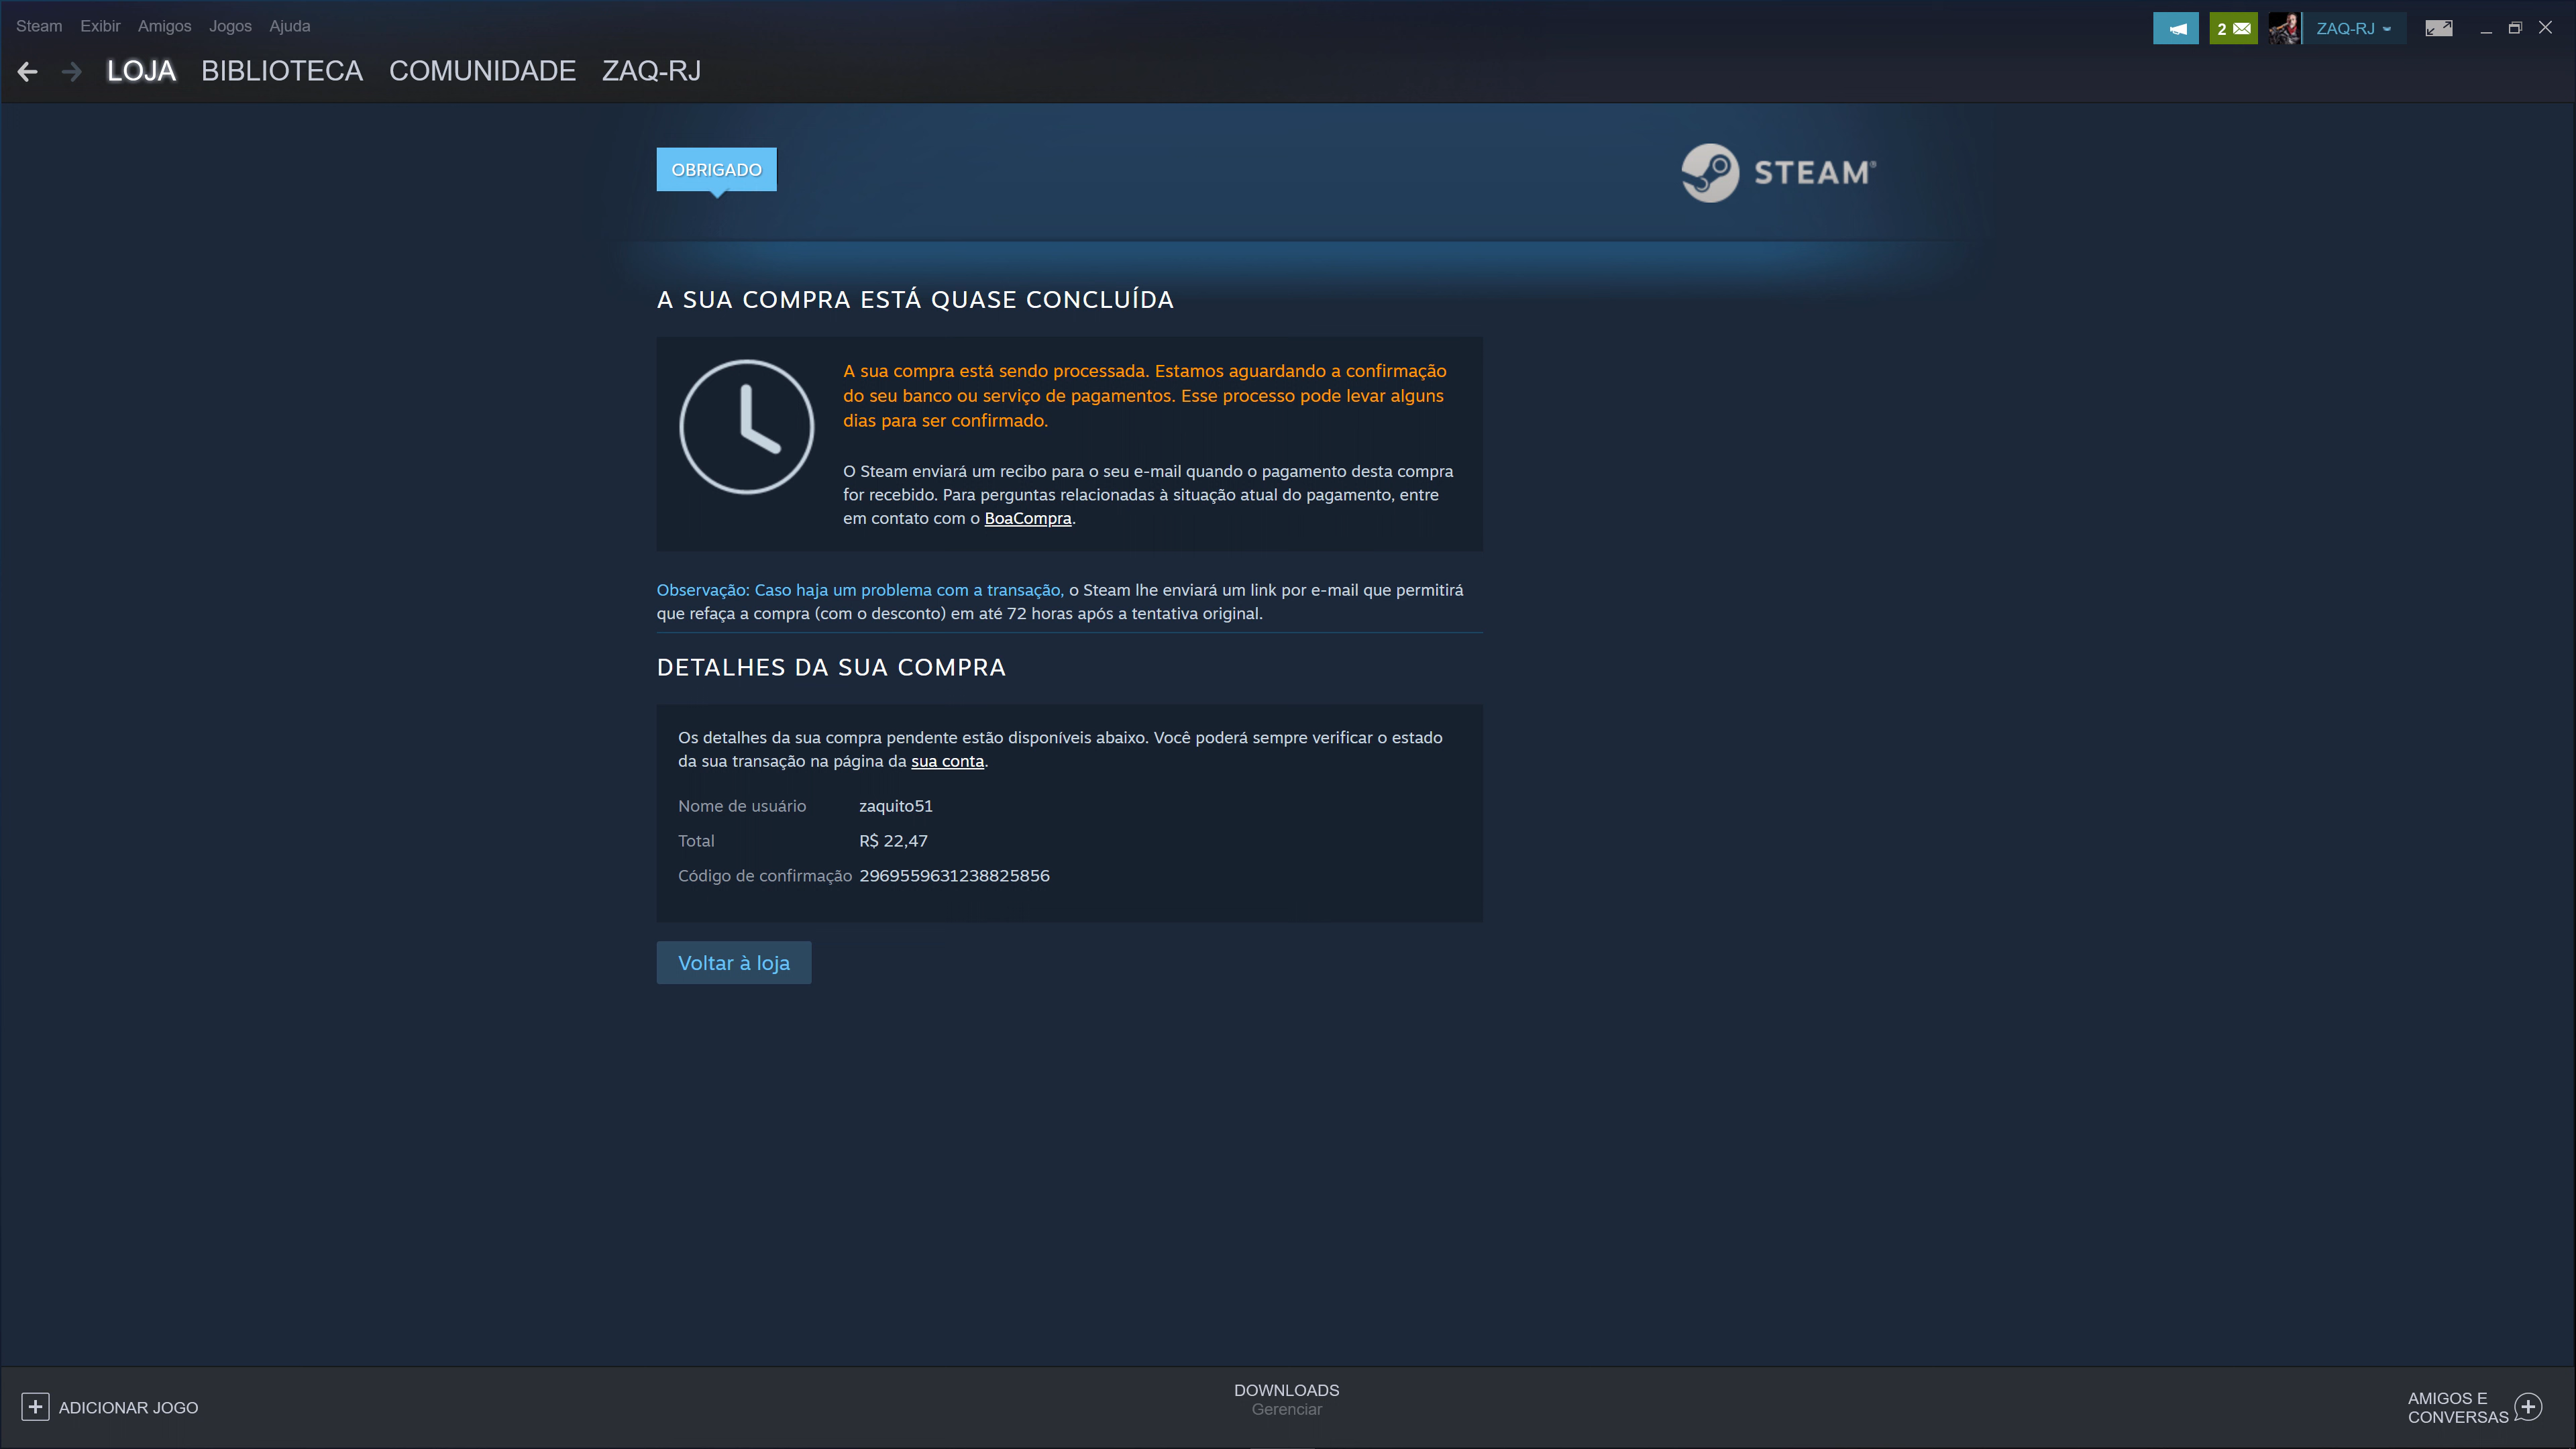 Steam Exibir Amigos Jogos Ajuda
2 ZAQ-RJ
LOJA BIBLIOTECA COMUNIDADE ZAQ-RJ
OBRIGADO
STEAM®
A SUA COMPRA ESTÁ QUASE CONCLUÍDA
A sua compra está sendo processada. Estamos aguardando a confirmação
do seu banco ou serviço de pagamentos. Esse processo pode levar alguns
dias para ser confirmado.
O Steam enviará um recibo para o seu e-mail quando o pagamento desta compra
for recebido. Para perguntas relacionadas à situação atual do pagamento, entre
em contato com o BoaCompra.
Observação: Caso haja um problema com a transação, o Steam lhe enviará um link por e-mail que permitirá
que refaça a compra (com o desconto) em até 72 horas após a tentativa original.
DETALHES DA SUA COMPRA
Os detalhes da sua compra pendente estão disponíveis abaixo. Você poderá sempre verificar o estado
da sua transação na página da sua conta.
Nome de usuário zaquito51
Total R$ 22,47
Código de confirmação 2969559631238825856
Voltar à loja
ADICIONAR JOGO
DOWNLOADS
Gerenciar
AMIGOS E
CONVERSAS